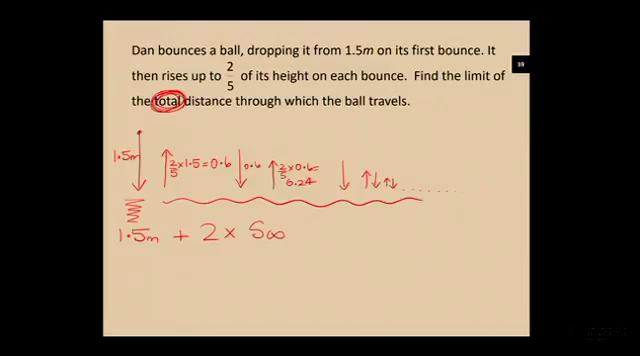 Dan bounces a ball, dropping it from 1.5m on its first bounce. It
then rises up to 2/5 of its height on each bounce. Find the limit of
the total distance through which the ball travels.
39
1.5m
2/5 × 1.5 = 0.6
0.6
2/5 × 0.6 =
0.24
1.5m + 2 × S∞